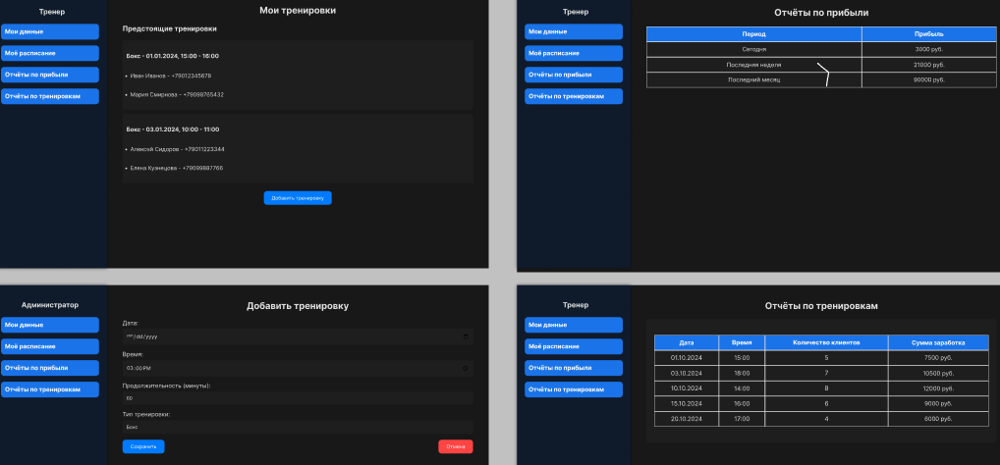 Тренер
Мои данные
Моё расписание
Отчёты по прибыли
Отчёты по тренировкам
Мои тренировки
Предстоящие тренировки
Бокс - 01.01.2024, 15:00 - 16:00
• Иван Иванов - +79012345678
• Мария Смирнова - +79098765432
Бокс - 03.01.2024, 10:00 - 11:00
• Алексей Сидоров - +79011223344
• Елена Кузнецова - +79099887766
Добавить тренировку
Тренер
Мои данные
Моё расписание
Отчёты по прибыли
Отчёты по тренировкам
Отчёты по прибыли
Период Прибыль
Сегодня 3000 руб.
Последняя неделя 21000 руб.
Последний месяц 90000 руб.
Администратор
Мои данные
Моё расписание
Отчёты по прибыли
Отчёты по тренировкам
Добавить тренировку
Дата:
mm/dd/yyyy
Время:
03:00 PM
Продолжительность (минуты):
60
Тип тренировки:
Бокс
Сохранить Отмена
Тренер
Мои данные
Моё расписание
Отчёты по прибыли
Отчёты по тренировкам
Отчёты по тренировкам
Дата Время Количество клиентов Сумма заработка
01.10.2024 15:00 5 7500 руб.
03.10.2024 18:00 7 10500 руб.
10.10.2024 14:00 8 12000 руб.
15.10.2024 16:00 6 9000 руб.
20.10.2024 17:00 4 6000 руб.